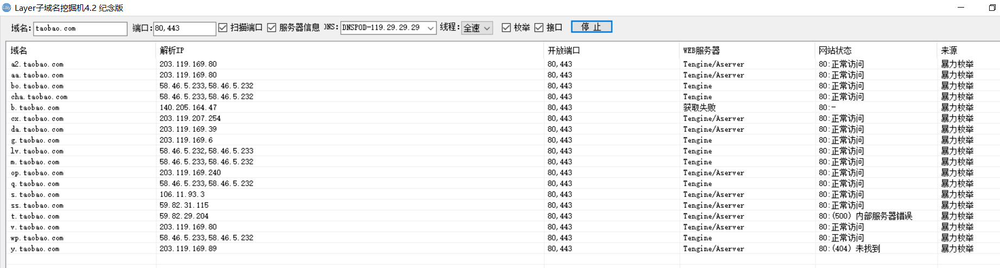 Lay Layer子域名挖掘机4.2 纪念版
域名: taobao.com 端口: 80,443 扫描端口 服务器信息 DNS: DNSPOD-119.29.29.29 线程: 全速 枚举 接口 停 止
域名 解析IP 开放端口 WEB服务器 网站状态 来源
a2.taobao.com 203.119.169.80 80,443 Tengine/Aserver 80:正常访问 暴力枚举
aa.taobao.com 203.119.169.80 80,443 Tengine/Aserver 80:正常访问 暴力枚举
bo.taobao.com 58.46.5.233,58.46.5.232 80,443 Tengine 80:正常访问 暴力枚举
cha.taobao.com 58.46.5.233,58.46.5.232 80,443 Tengine 80:正常访问 暴力枚举
b.taobao.com 140.205.164.47 80,443 获取失败 80:- 暴力枚举
cx.taobao.com 203.119.207.254 80,443 Tengine/Aserver 80:正常访问 暴力枚举
da.taobao.com 203.119.169.39 80,443 Tengine/Aserver 80:正常访问 暴力枚举
g.taobao.com 203.119.169.6 80,443 Tengine 80:正常访问 暴力枚举
lv.taobao.com 58.46.5.232,58.46.5.233 80,443 Tengine 80:正常访问 暴力枚举
m.taobao.com 58.46.5.233,58.46.5.232 80,443 Tengine 80:正常访问 暴力枚举
op.taobao.com 203.119.169.240 80,443 Tengine/Aserver 80:正常访问 暴力枚举
q.taobao.com 58.46.5.233,58.46.5.232 80,443 Tengine 80:正常访问 暴力枚举
s.taobao.com 106.11.93.3 80,443 Tengine/Aserver 80:正常访问 暴力枚举
ss.taobao.com 59.82.31.115 80,443 Tengine/Aserver 80:正常访问 暴力枚举
t.taobao.com 59.82.29.204 80,443 Tengine/Aserver 80:(500) 内部服务器错误 暴力枚举
v.taobao.com 203.119.169.80 80,443 Tengine/Aserver 80:正常访问 暴力枚举
wp.taobao.com 58.46.5.233,58.46.5.232 80,443 Tengine 80:正常访问 暴力枚举
y.taobao.com 203.119.169.89 80,443 Tengine/Aserver 80:(404) 未找到 暴力枚举